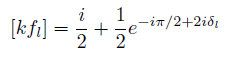 [kf_l] = \frac{i}{2} + \frac{1}{2} e^{-i\pi/2+2i\delta_l}